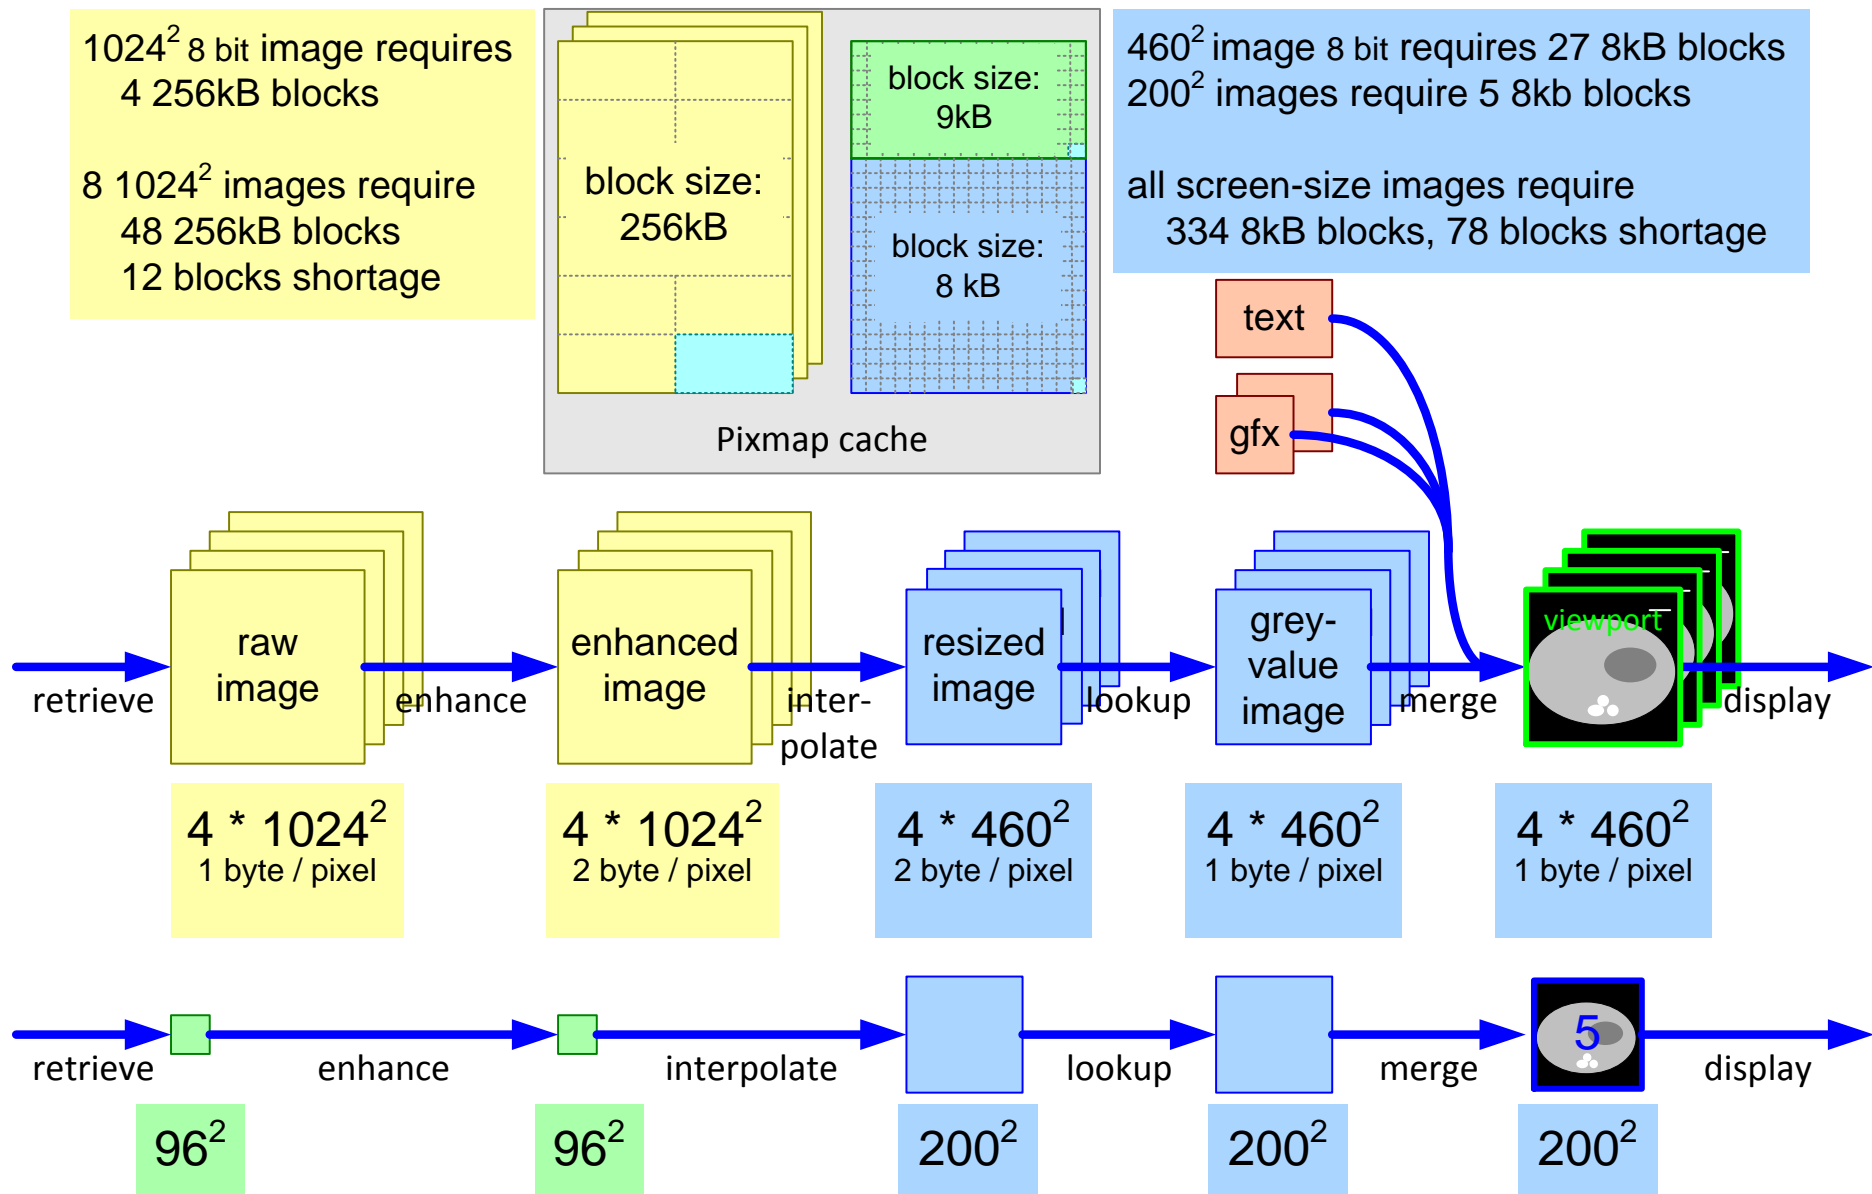 1024² 8 bit image requires
4 256kB blocks
8 1024² images require
48 256kB blocks
12 blocks shortage
block size:
256kB
block size:
9kB
block size:
8 kB
Pixmap cache
460² image 8 bit requires 27 8kB blocks
200² images require 5 8kb blocks
all screen-size images require
334 8kB blocks, 78 blocks shortage
text
gfx
retrieve
raw
image
enhance
enhanced
image
inter-
polate
resized
image
lookup
grey-
value
image
merge
viewport
display
4 * 1024²
1 byte / pixel
4 * 1024²
2 byte / pixel
4 * 460²
2 byte / pixel
4 * 460²
1 byte / pixel
4 * 460²
1 byte / pixel
retrieve
enhance
interpolate
lookup
merge
5
display
96²
96²
200²
200²
200²